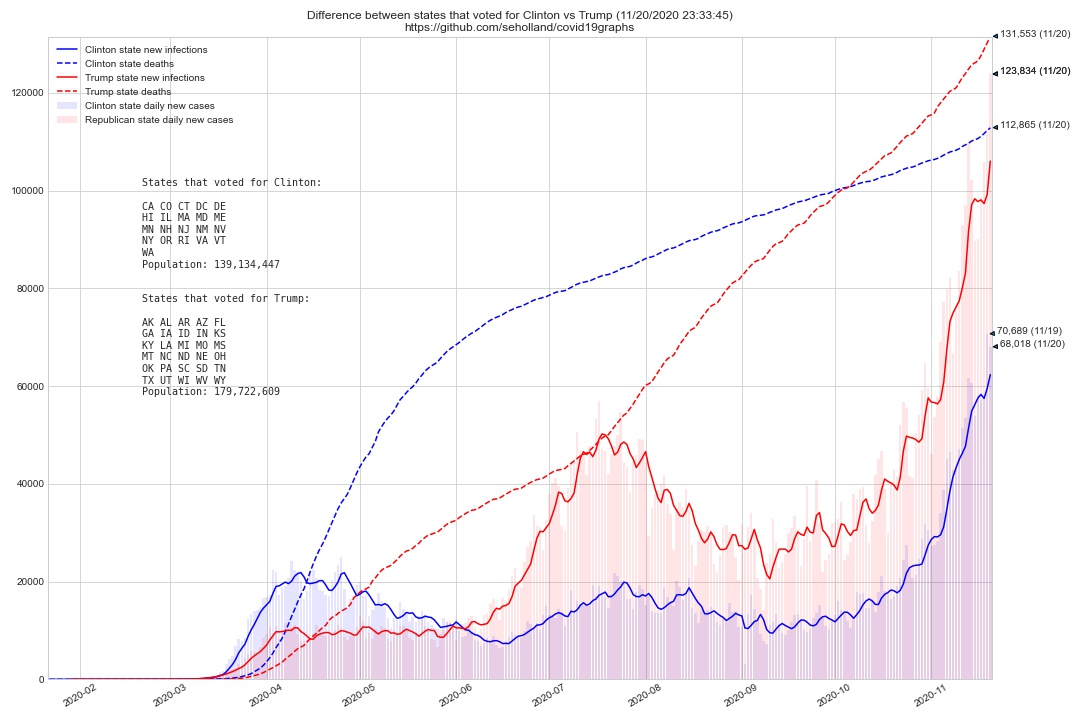 Difference between states that voted for Clinton vs Trump (11/20/2020 23:33:45)
https://github.com/seholland/covid19graphs
Clinton state new infections
Clinton state deaths
Trump state new infections
Trump state deaths
Clinton state daily new cases
Republican state daily new cases
States that voted for Clinton:
CA CO CT DC DE
HI IL MA MD ME
MN NH NJ NM NV
NY OR RI VA VT
WA
Population: 139,134,447
States that voted for Trump:
AK AL AR AZ FL
GA IA ID IN KS
KY LA MI MO MS
MT NC ND NE OH
OK PA SC SD TN
TX UT WI WV WY
Population: 179,722,609
131,553 (11/20)
123,834 (11/20)
112,865 (11/20)
70,689 (11/19)
68,018 (11/20)
120000
100000
80000
60000
40000
20000
0
2020-02
2020-03
2020-04
2020-05
2020-06
2020-07
2020-08
2020-09
2020-10
2020-11